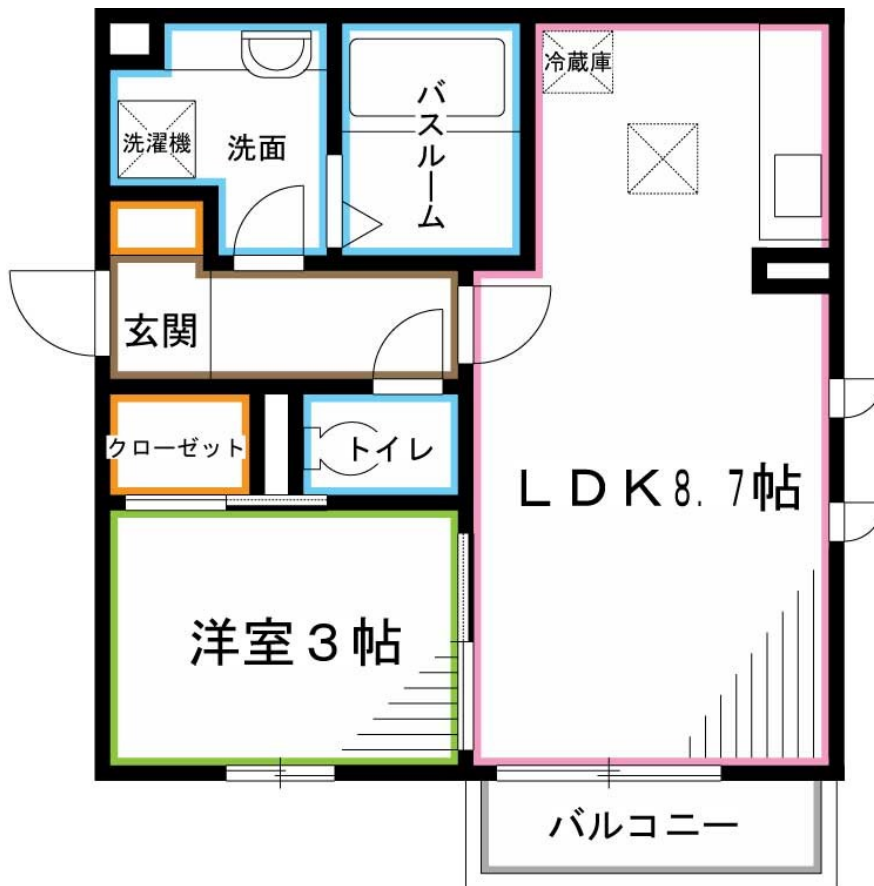 冷蔵庫
バスルーム
洗濯機
洗面
玄関
クローゼット
トイレ
ＬＤＫ8.7帖
洋室３帖
バルコニー